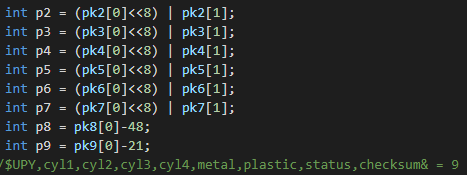 int p2 = (pk2[0]<<8) | pk2[1];
int p3 = (pk3[0]<<8) | pk3[1];
int p4 = (pk4[0]<<8) | pk4[1];
int p5 = (pk5[0]<<8) | pk5[1];
int p6 = (pk6[0]<<8) | pk6[1];
int p7 = (pk7[0]<<8) | pk7[1];
int p8 = pk8[0]-48;
int p9 = pk9[0]-21;
/$UPY,cyl1,cyl2,cyl3,cyl4,metal,plastic,status,checksum& = 9